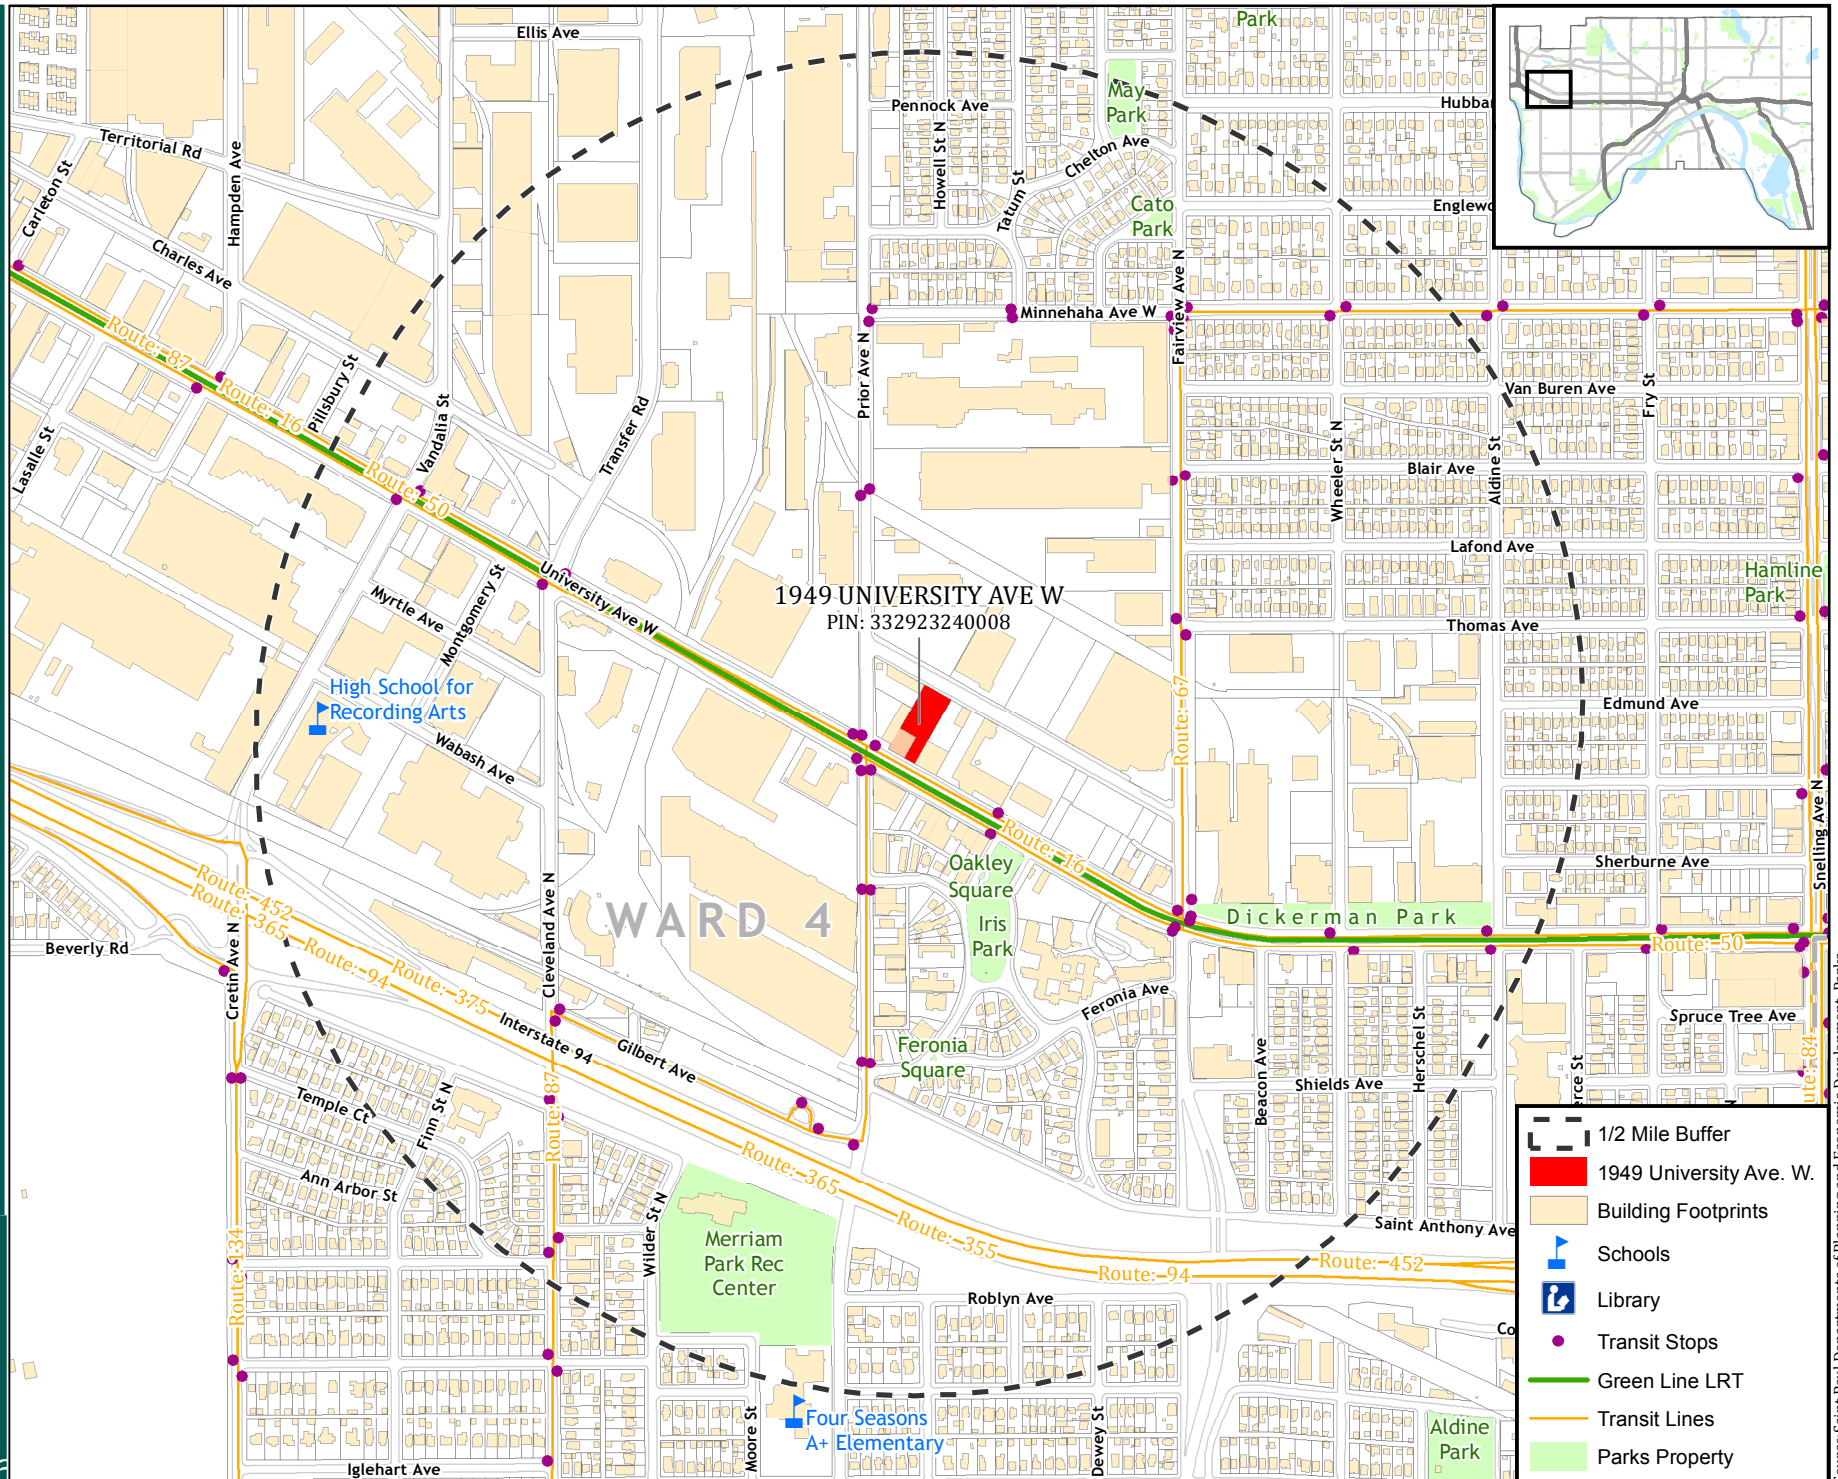 Ellis Ave
Park
Pennock Ave
May
Park
Hubba
Territorial Rd
Hampden Ave
Howell St N
Chelton Ave
Carleton St
Tatum St
Cato
Park
Englewo
Charles Ave
Fairview Ave N
Minnehaha Ave W
Route: 87
Route: 16
Pillsbury St
Prior Ave N
Van Buren Ave
Fry St
Lasalle St
Vandalia St
Transfer Rd
Route: 50
Wheeler St N
Blair Ave
Aldine St
Lafond Ave
Hamline
Park
University Ave W
1949 UNIVERSITY AVE W
PIN: 332923240008
Myrtle Ave
Montgomery St
Thomas Ave
High School for
Recording Arts
Route: 67
Edmund Ave
Wabash Ave
Snelling Ave N
Route: 16
Oakley
Square
Sherburne Ave
Route: 452
Route: 365
Cleveland Ave N
WARD 4
Iris
Park
Dickerman Park
Route: 50
Beverly Rd
Cretin Ave N
Route: 94
Route: 375
Interstate 94
Gilbert Ave
Feronia Ave
Spruce Tree Ave
Feronia
Square
Beacon Ave
Shields Ave
Herschel St
erce St
N
ute: 84
Temple Ct
Finn St N
Route: 87
Ann Arbor St
Route: 365
Route: 134
Wilder St N
Merriam
Park Rec
Center
Route: 355
Route: 94
Route: 452
Saint Anthony Ave
Roblyn Ave
Co
Moore St
Four Seasons
A+ Elementary
Dewey St
Aldine
Park
Iglehart Ave
1/2 Mile Buffer
1949 University Ave. W.
Building Footprints
Schools
Library
Transit Stops
Green Line LRT
Transit Lines
Parks Property